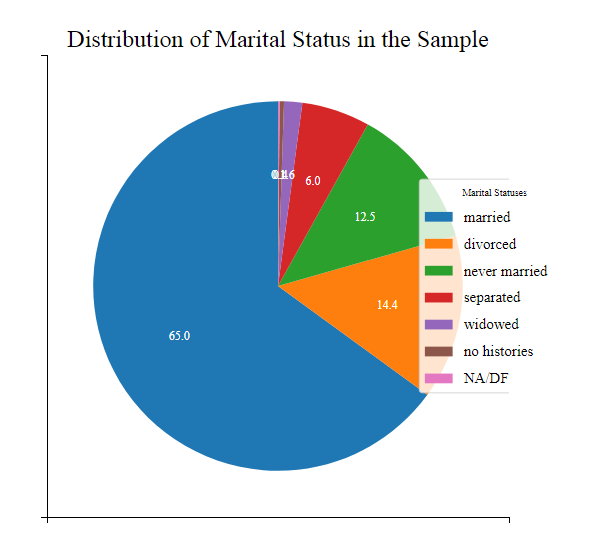 Distribution of Marital Status in the Sample
6.0
12.5
14.4
65.0
Marital Statuses
married
divorced
never married
separated
widowed
no histories
NA/DF